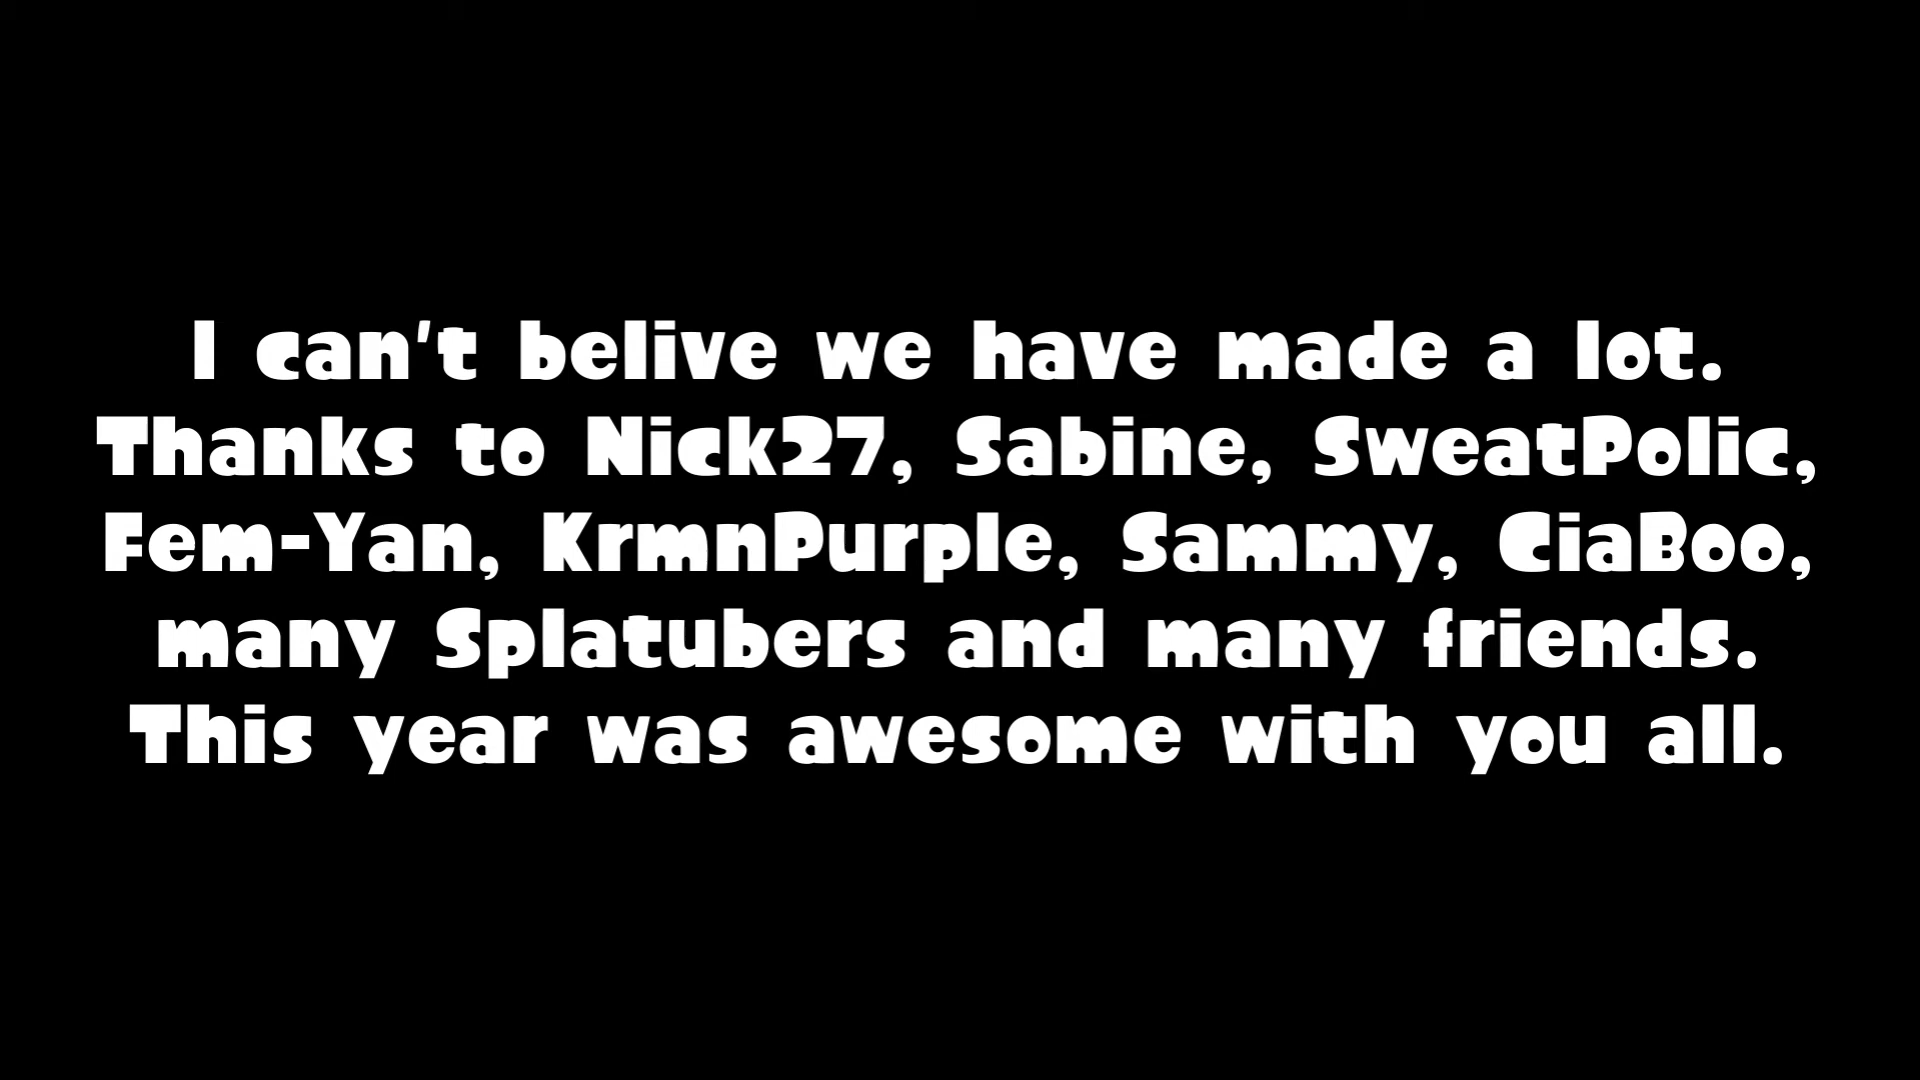 I can't belive we have made a lot.
Thanks to Nick27, Sabine, SweatPolic,
Fem-Yan, KrmnPurple, Sammy, CiaBoo,
many Splatubers and many friends.
This year was awesome with you all.